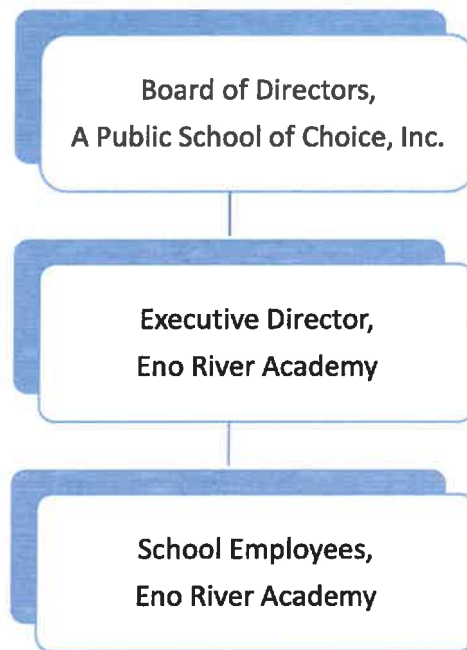 Board of Directors,
A Public School of Choice, Inc.
Executive Director,
Eno River Academy
School Employees,
Eno River Academy